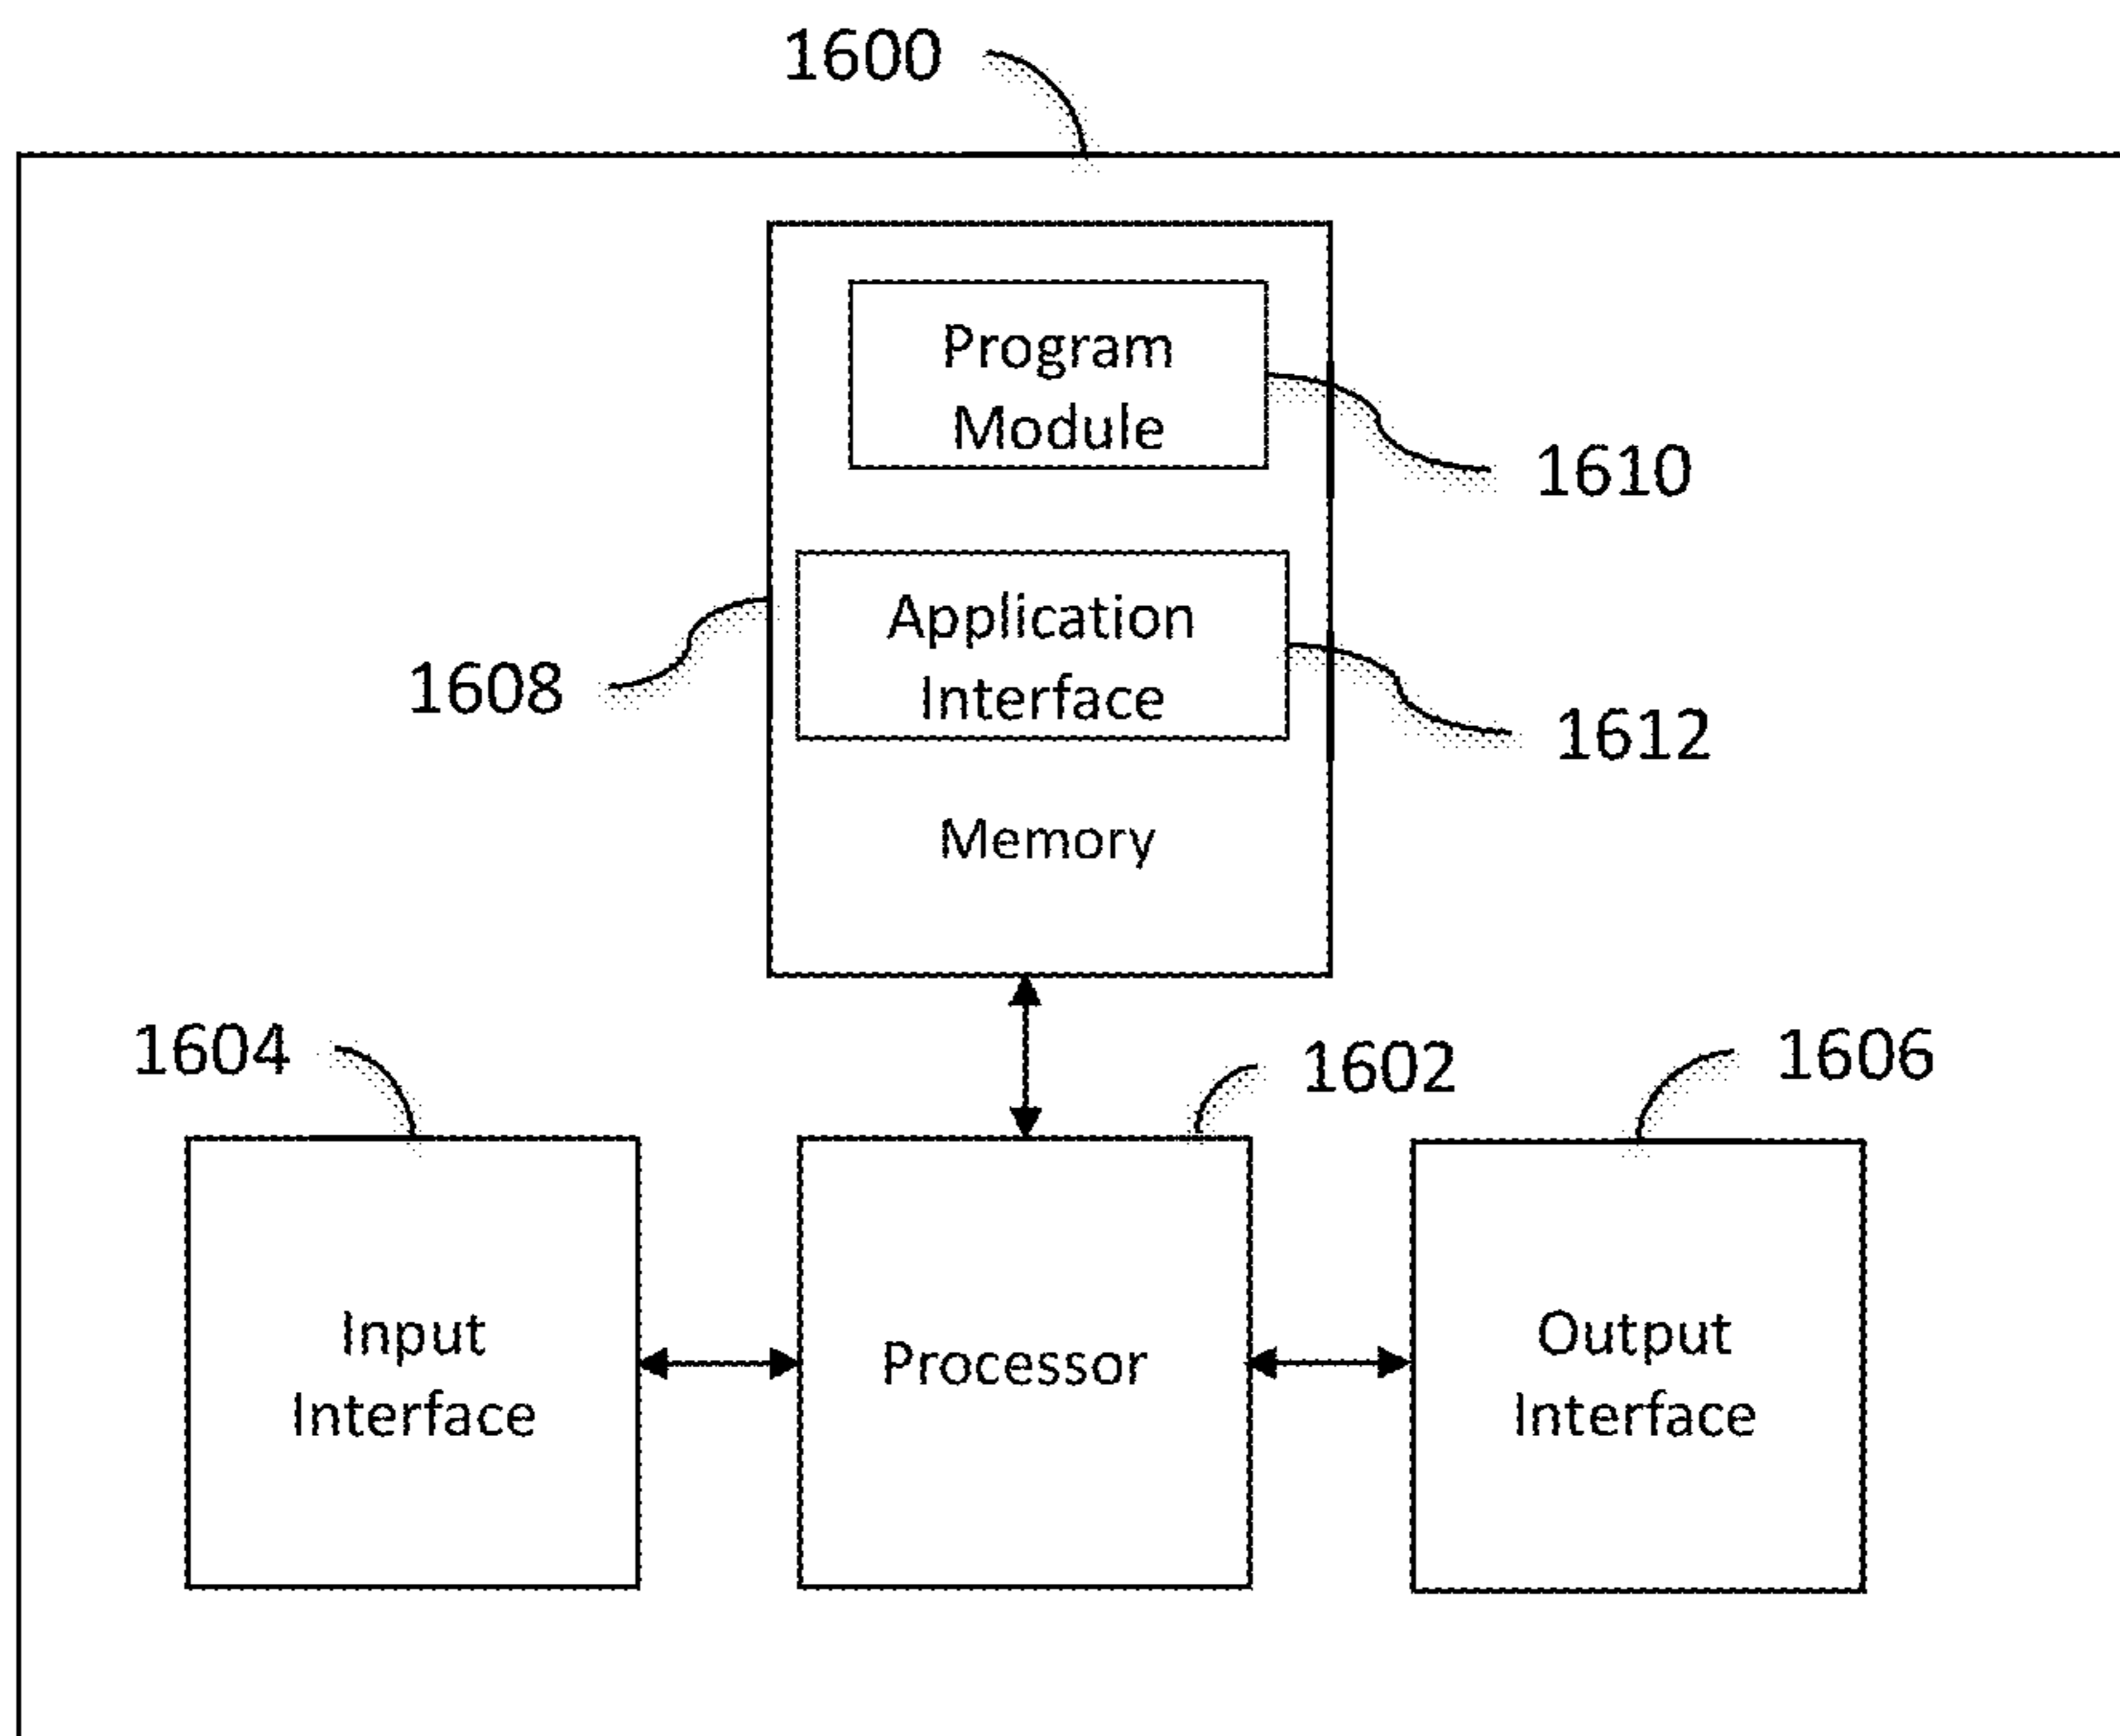 1600
Program
Module
1610
Application
Interface
1608
1612
Memory
1604
1602
1606
Input
Interface
Processor
Output
Interface